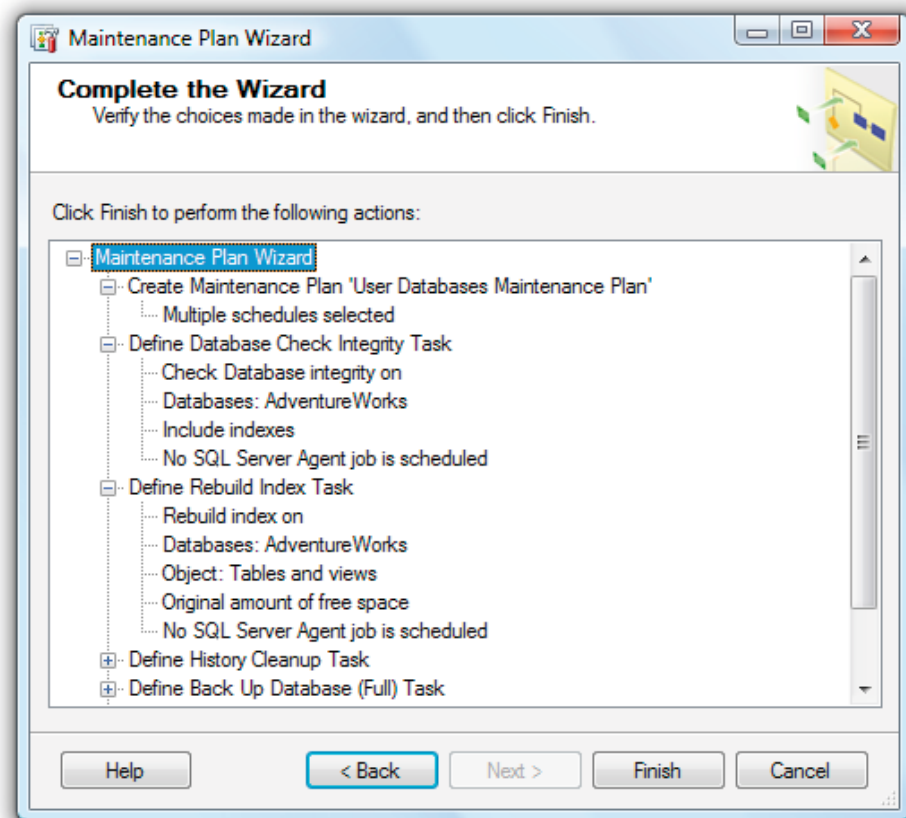 Maintenance Plan Wizard
Complete the Wizard
Verify the choices made in the wizard, and then click Finish.
Click Finish to perform the following actions:
Maintenance Plan Wizard
Create Maintenance Plan 'User Databases Maintenance Plan'
Multiple schedules selected
Define Database Check Integrity Task
Check Database integrity on
Databases: AdventureWorks
Include indexes
No SQL Server Agent job is scheduled
Define Rebuild Index Task
Rebuild index on
Databases: AdventureWorks
Object: Tables and views
Original amount of free space
No SQL Server Agent job is scheduled
Define History Cleanup Task
Define Back Up Database (Full) Task
Help < Back Next > Finish Cancel